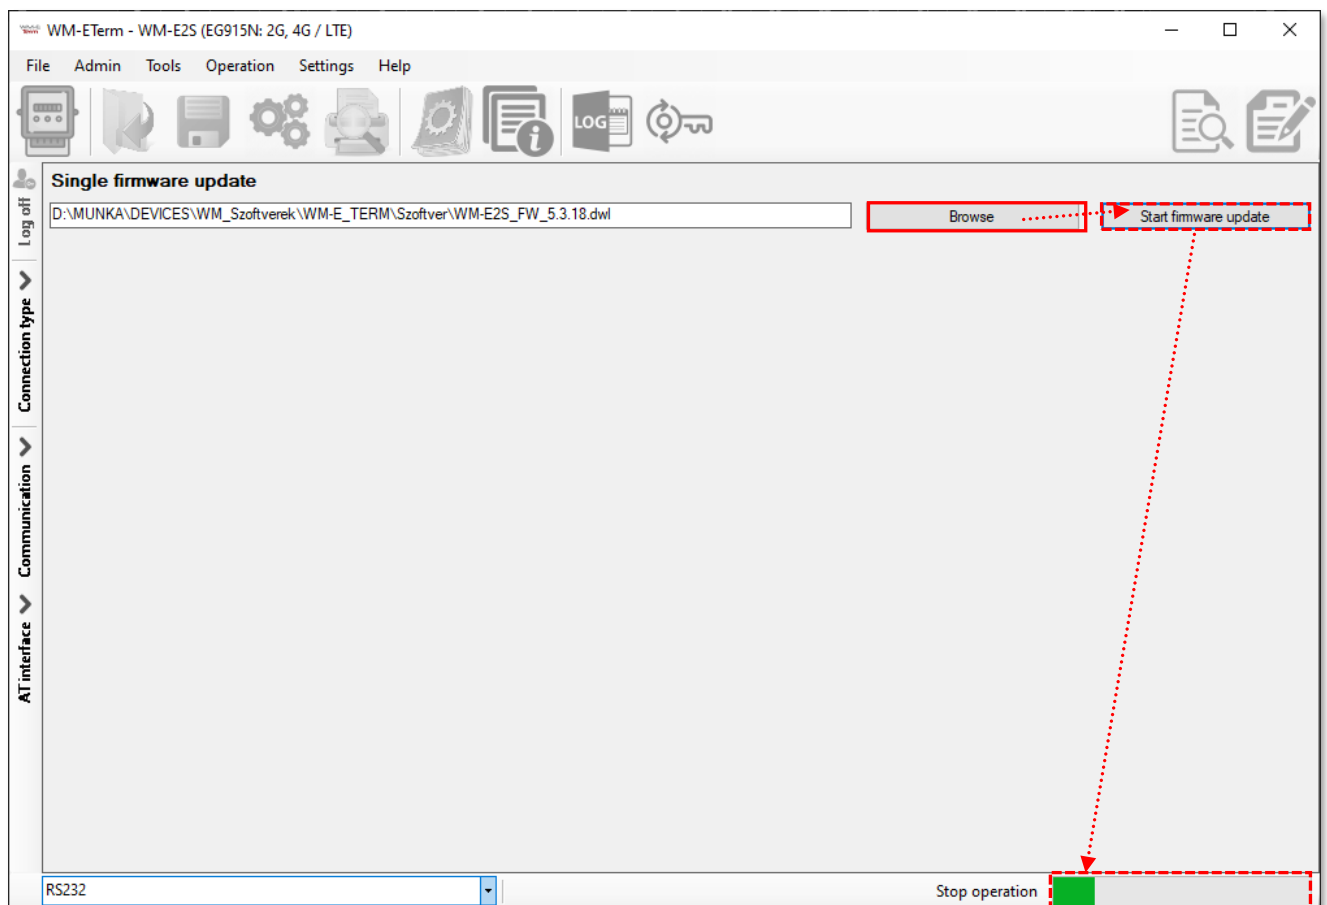 WM-ETerm - WM-E2S (EG915N: 2G, 4G / LTE)
File Admin Tools Operation Settings Help
LOG
Single firmware update
D:\MUNKA\DEVICES\WM_Szoftverek\WM-E_TERM\Szoftver\WM-E2S_FW_5.3.18.dwl
Browse
Start firmware update
Log off
Connection type
Communication
AT interface
RS232
Stop operation